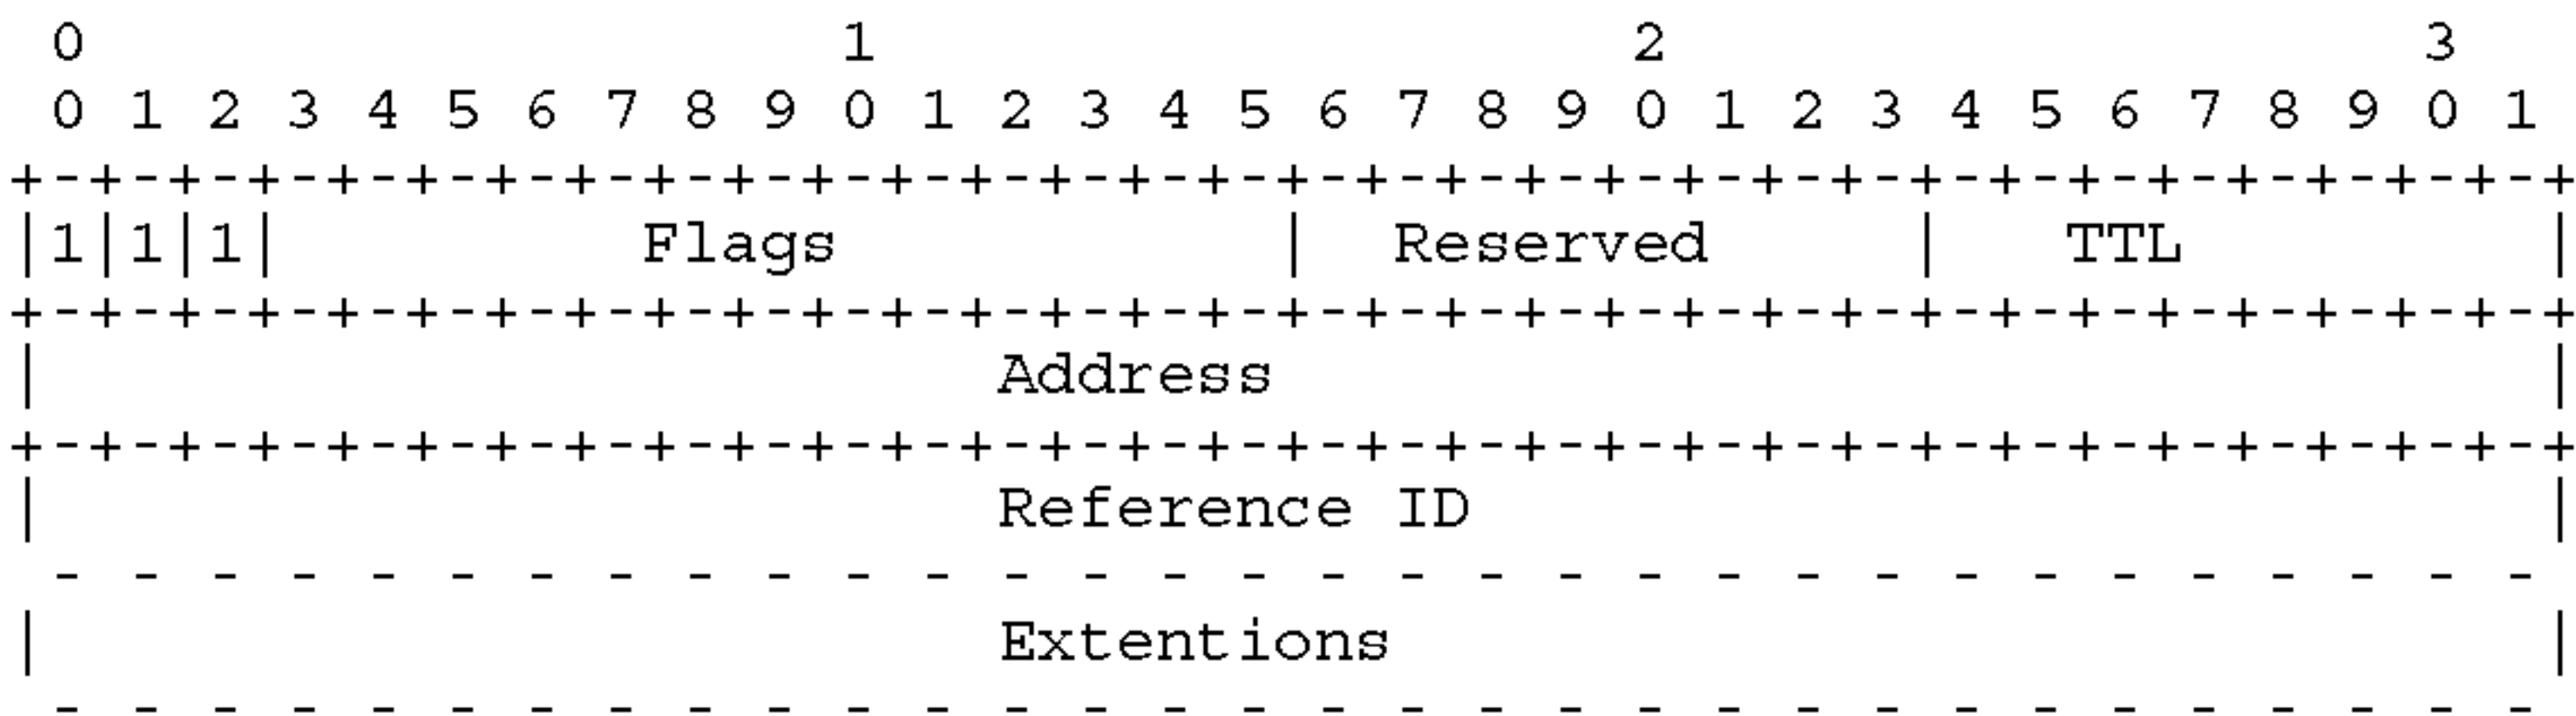 0                   1                   2                   3
 0 1 2 3 4 5 6 7 8 9 0 1 2 3 4 5 6 7 8 9 0 1 2 3 4 5 6 7 8 9 0 1
+-+-+-+-+-+-+-+-+-+-+-+-+-+-+-+-+-+-+-+-+-+-+-+-+-+-+-+-+-+-+-+-+
|1|1|1|         Flags           |  Reserved     |   TTL         |
+-+-+-+-+-+-+-+-+-+-+-+-+-+-+-+-+-+-+-+-+-+-+-+-+-+-+-+-+-+-+-+-+
|                        Address                                |
+-+-+-+-+-+-+-+-+-+-+-+-+-+-+-+-+-+-+-+-+-+-+-+-+-+-+-+-+-+-+-+-+
|                        Reference ID                           |
 - - - - - - - - - - - - - - - - - - - - - - - - - - - - - - - -
|                        Extentions                             |
 - - - - - - - - - - - - - - - - - - - - - - - - - - - - - - - -